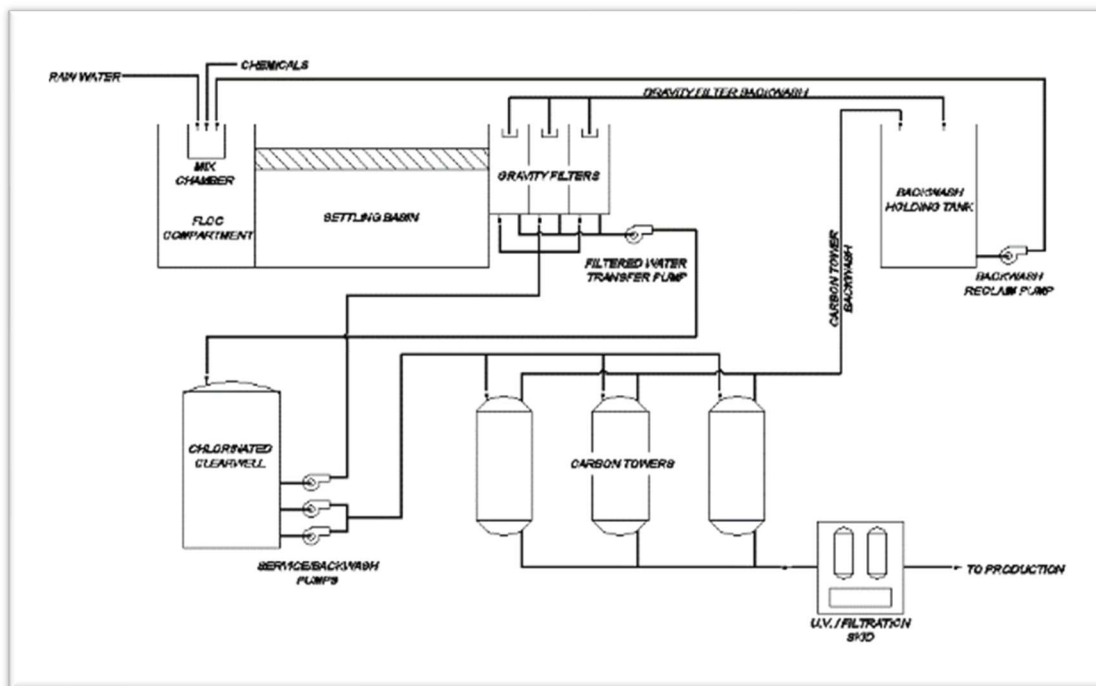 CHEMICALS
RAIN WATER
GRAVITY FILTER BACKWASH
MIX
CHAMBER
GRAVITY FILTERS
BACKWASH
HOLDING TANK
FLOC
COMPARTMENT
SETTLING BASIN
FILTERED WATER
TRANSFER PUMP
CARBON TOWER
BACKWASH
BACKWASH
RECLAIM PUMP
CHLORINATED
CLEARWELL
CARBON TOWERS
SERVICE/BACKWASH
PUMPS
TO PRODUCTION
U.V. / FILTRATION
SKID